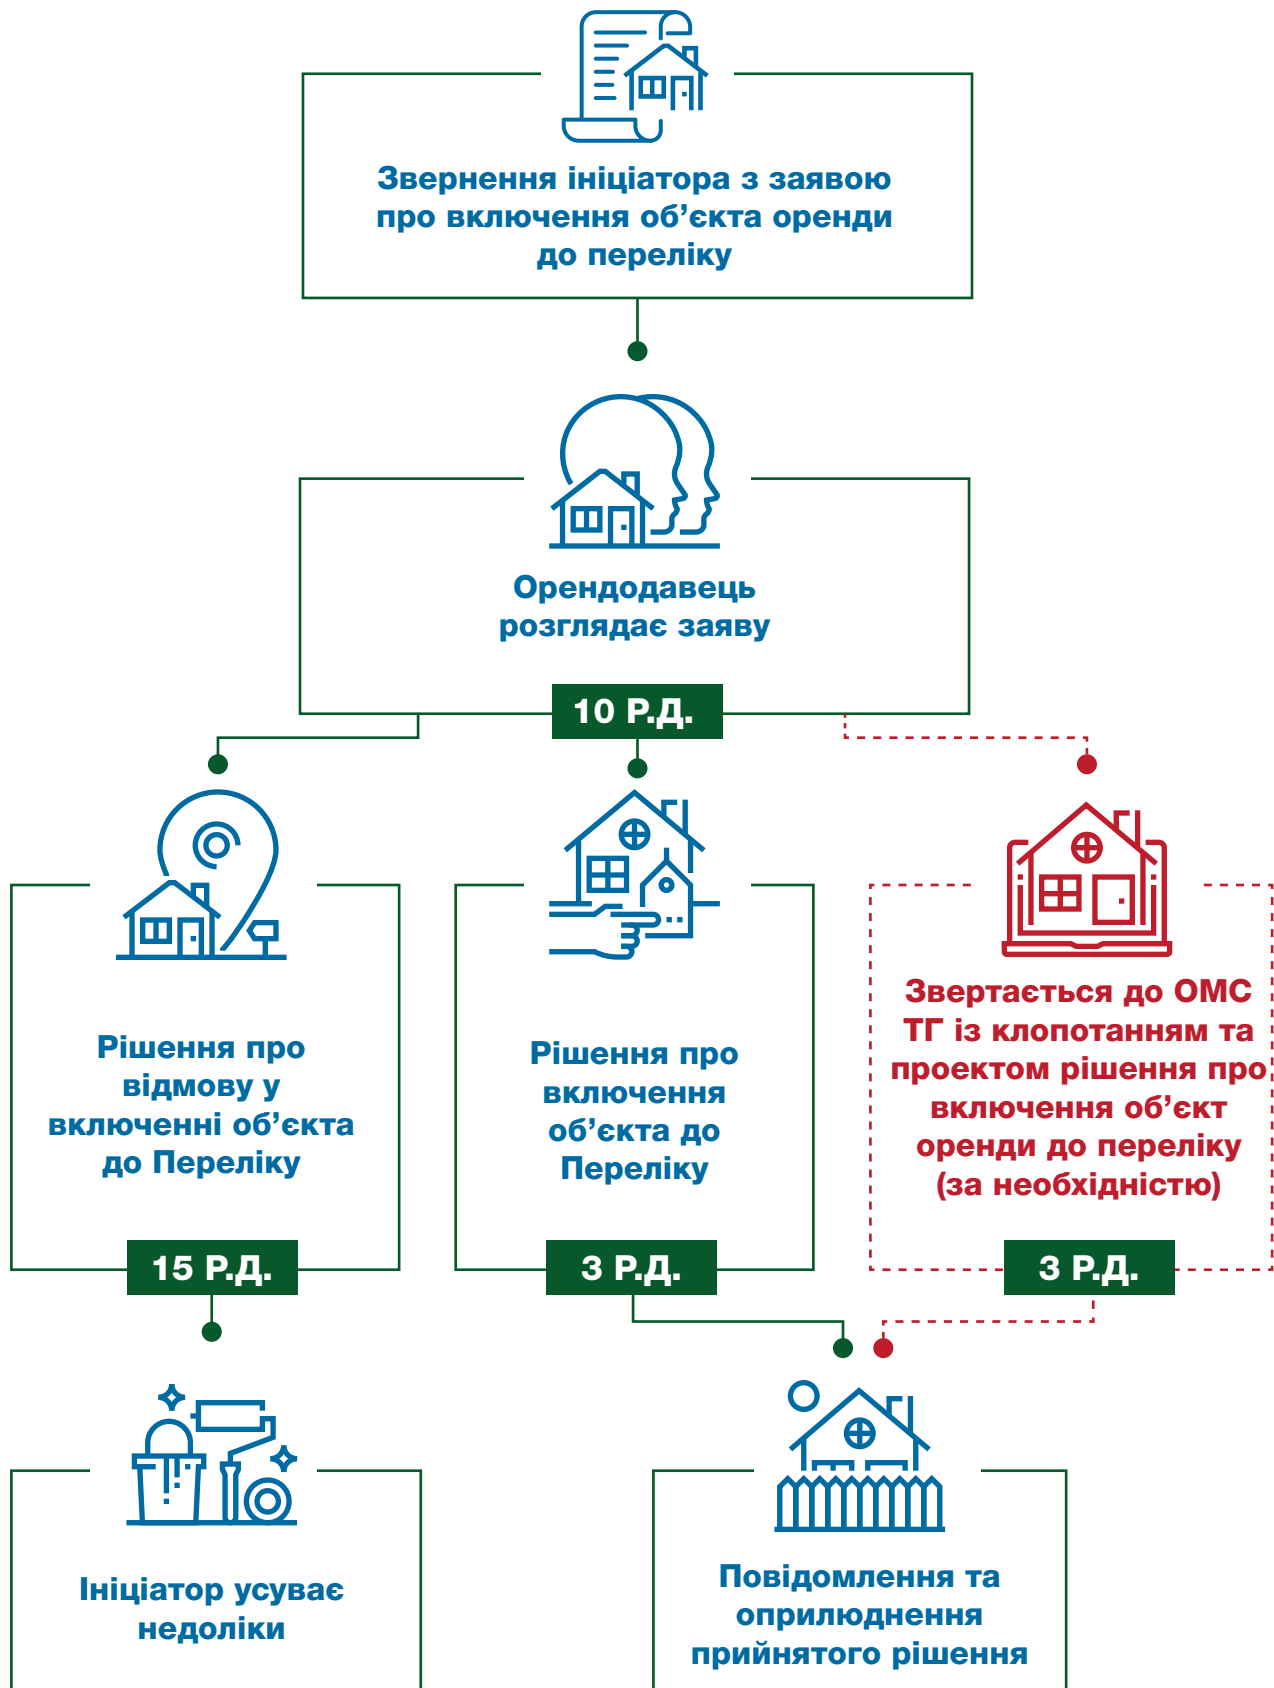 Звернення ініціатора з заявою
про включення об’єкта оренди
до переліку
Орендодавець
розглядає заяву
10 Р.Д.
Рішення про
відмову у
включенні об’єкта
до Переліку
15 Р.Д.
Рішення про
включення
об’єкта до
Переліку
3 Р.Д.
Звертається до ОМС
ТГ із клопотанням та
проектом рішення про
включення об’єкт
оренди до переліку
(за необхідністю)
3 Р.Д.
Ініціатор усуває
недоліки
Повідомлення та
оприлюднення
прийнятого рішення